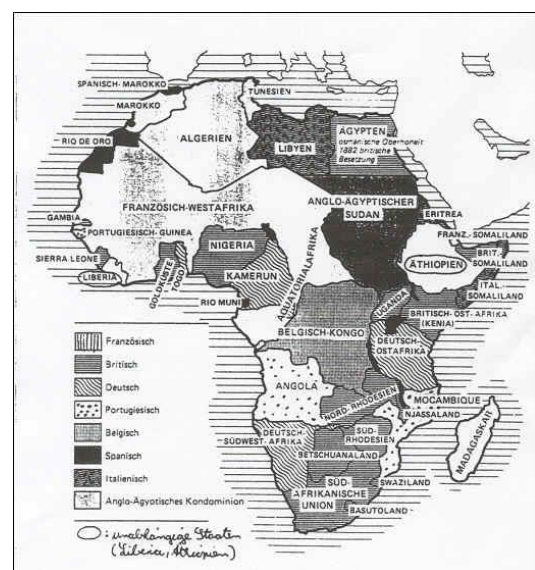 SPANISCH-MAROKKO
TUNESIEN
MAROKKO
RIO DE ORO
ALGERIEN
LIBYEN
ÄGYPTEN
osmanische Oberhoheit
1882 britische
Besetzung
FRANZÖSICH-WESTAFRIKA
ANGLO-ÄGYPTISCHER
SUDAN
ERITREA
GAMBIA
PORTUGIESISCH-GUINEA
FRANZ.-SOMALILAND
BRIT.-
SOMALILAND
NIGERIA
SIERRA LEONE
LIBERIA
GOLDKÜSTE
TOGO
KAMERUN
ÄQUATORIALAFRIKA
ÄTHIOPIEN
ITAL.
SOMALILAND
RIO MUNI
UGANDA
BRITISCH-OST-AFRIKA
(KENIA)
BELGISCH-KONGO
DEUTSCH-
OSTAFRIKA
Französisch
Britisch
Deutsch
Portugiesisch
Belgisch
Spanisch
Italienisch
Anglo-Ägytisches Kondominion
ANGOLA
NORD-RHODESIEN
MOCAMBIQUE
NJASSALAND
DEUTSCH-
SÜDWEST-AFRIKA
SÜD-
RHODESIEN
BETSCHUANALAND
MADAGASKAR
SÜD-
AFRIKANISCHE
UNION
SWAZILAND
BASUTOLAND
: unabhängige Staaten
(Liberia, Äthiopien)